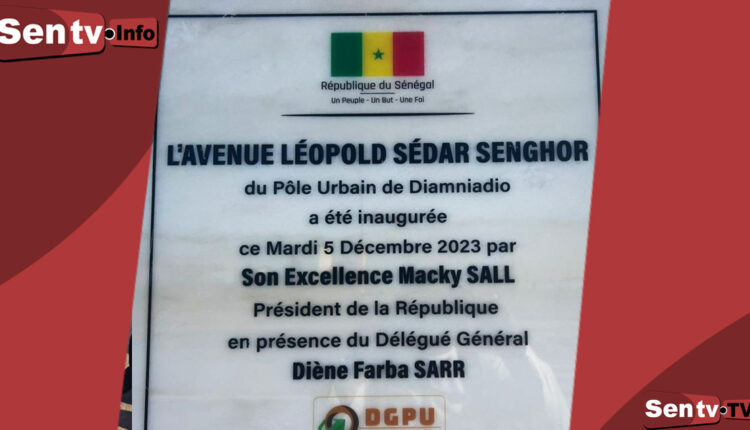 Sentv.Info
République du Sénégal
Un Peuple - Un But - Une Foi
L'AVENUE LÉOPOLD SÉDAR SENGHOR
du Pôle Urbain de Diamniadio
a été inaugurée
ce Mardi 5 Décembre 2023 par
Son Excellence Macky SALL
Président de la République
en présence du Délégué Général
Diène Farba SARR
DGPU
Sentv.TV